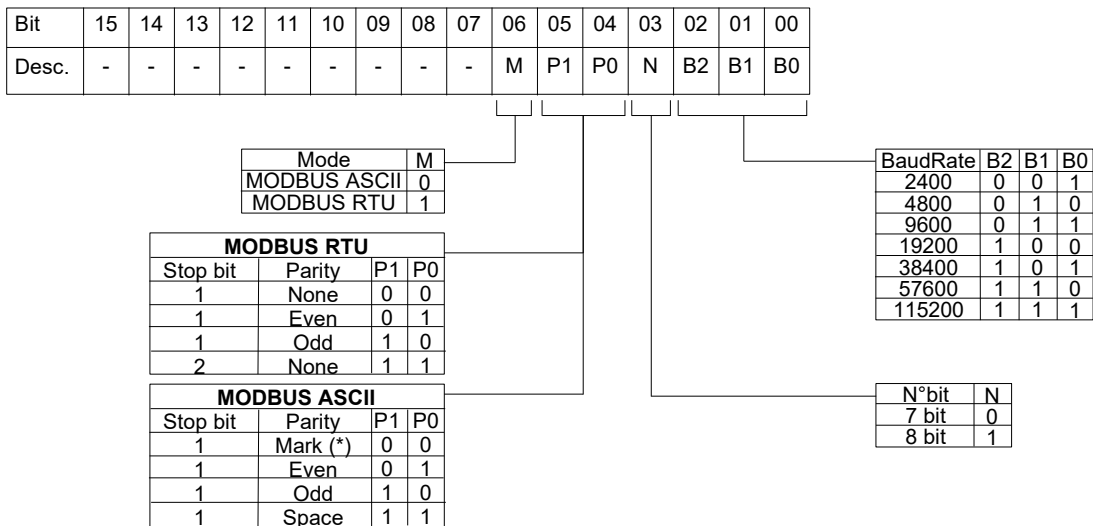 Bit 15 14 13 12 11 10 09 08 07 06 05 04 03 02 01 00
Desc. - - - - - - - - - M P1 P0 N B2 B1 B0
Mode M
MODBUS ASCII 0
MODBUS RTU 1
MODBUS RTU
Stop bit Parity P1 P0
1 None 0 0
1 Even 0 1
1 Odd 1 0
2 None 1 1
MODBUS ASCII
Stop bit Parity P1 P0
1 Mark (*) 0 0
1 Even 0 1
1 Odd 1 0
1 Space 1 1
BaudRate B2 B1 B0
2400 0 0 1
4800 0 1 0
9600 0 1 1
19200 1 0 0
38400 1 0 1
57600 1 1 0
115200 1 1 1
N°bit N
7 bit 0
8 bit 1